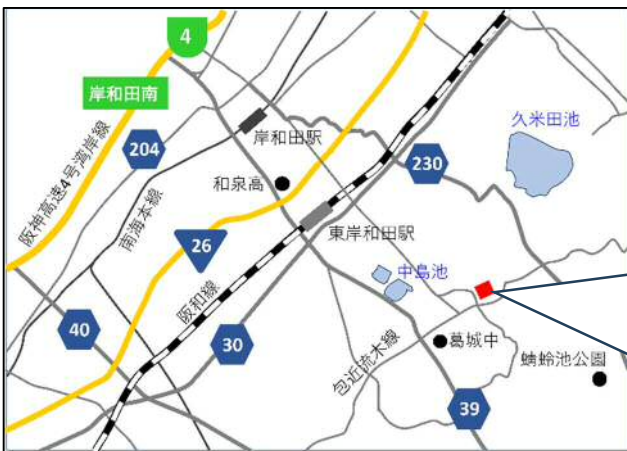 4
岸和田南
204
岸和田駅
久米田池
阪神高速4号湾岸線
南海本線
和泉高
230
26
東岸和田駅
阪和線
中島池
40
30
包近流木線
葛城中
蜻蛉池公園
39